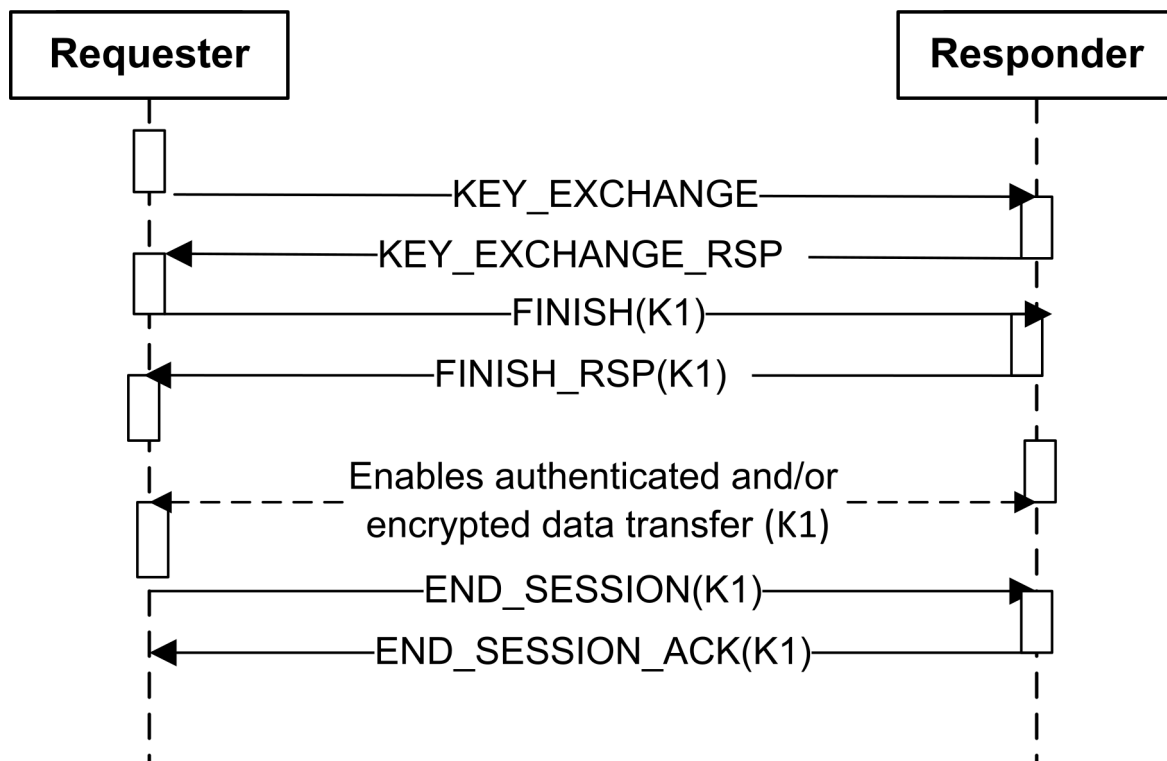 Requester
Responder
KEY_EXCHANGE
KEY_EXCHANGE_RSP
FINISH(K1)
FINISH_RSP(K1)
Enables authenticated and/or
encrypted data transfer (K1)
END_SESSION(K1)
END_SESSION_ACK(K1)